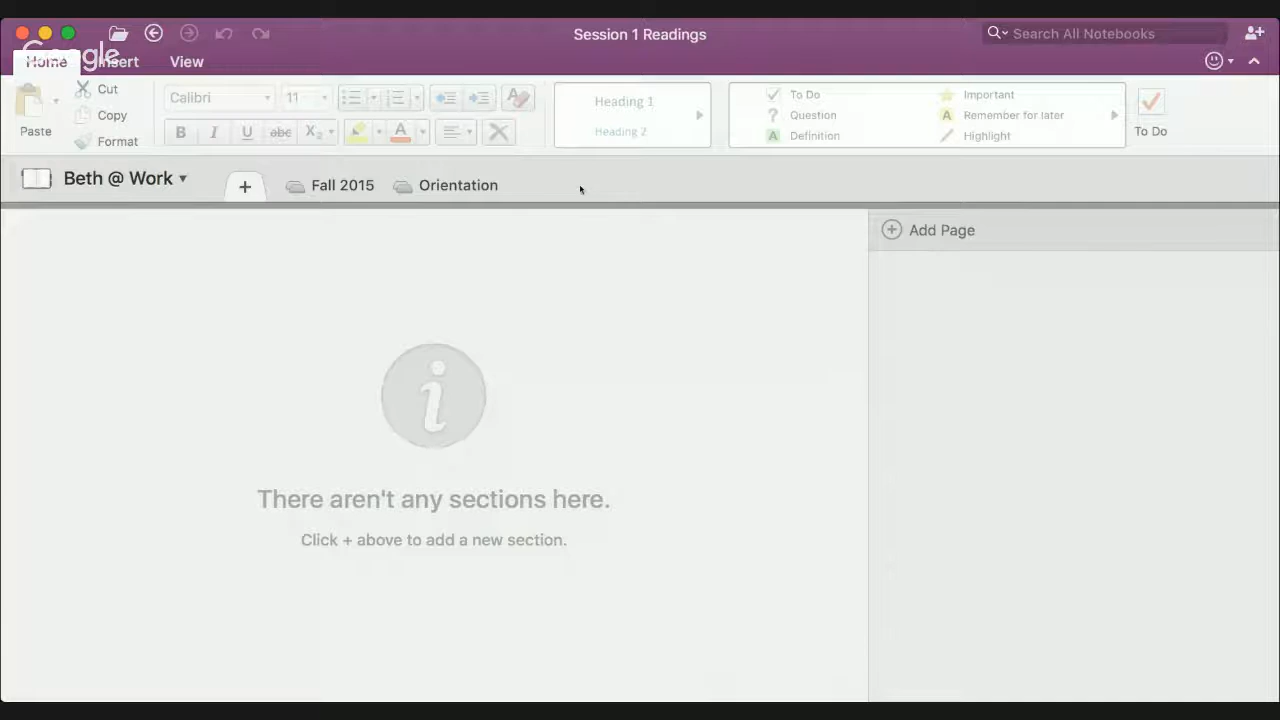 Session 1 Readings
Search All Notebooks
Google
Home Insert View
Paste
Cut
Copy
Format
Calibri 11
B I U abc X₂
A
Heading 1
Heading 2
To Do
Question
A Definition
Important
A Remember for later
Highlight
To Do
Beth @ Work
+ Fall 2015 Orientation
+ Add Page
i
There aren't any sections here.
Click + above to add a new section.